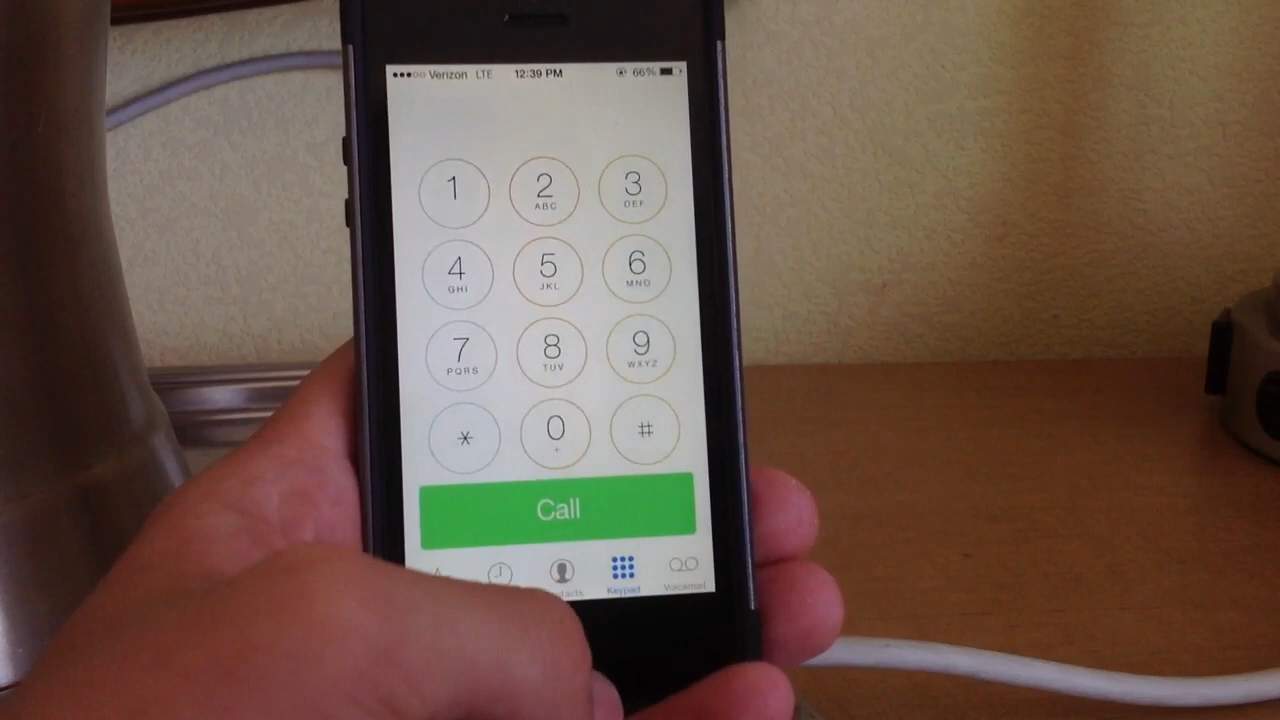 Verizon LTE 12:39 PM 66%
1 2 3
ABC DEF
4 5 6
GHI JKL MNO
7 8 9
PQRS TUV WXYZ
* 0 #
+
Call
Keypad Voicemail